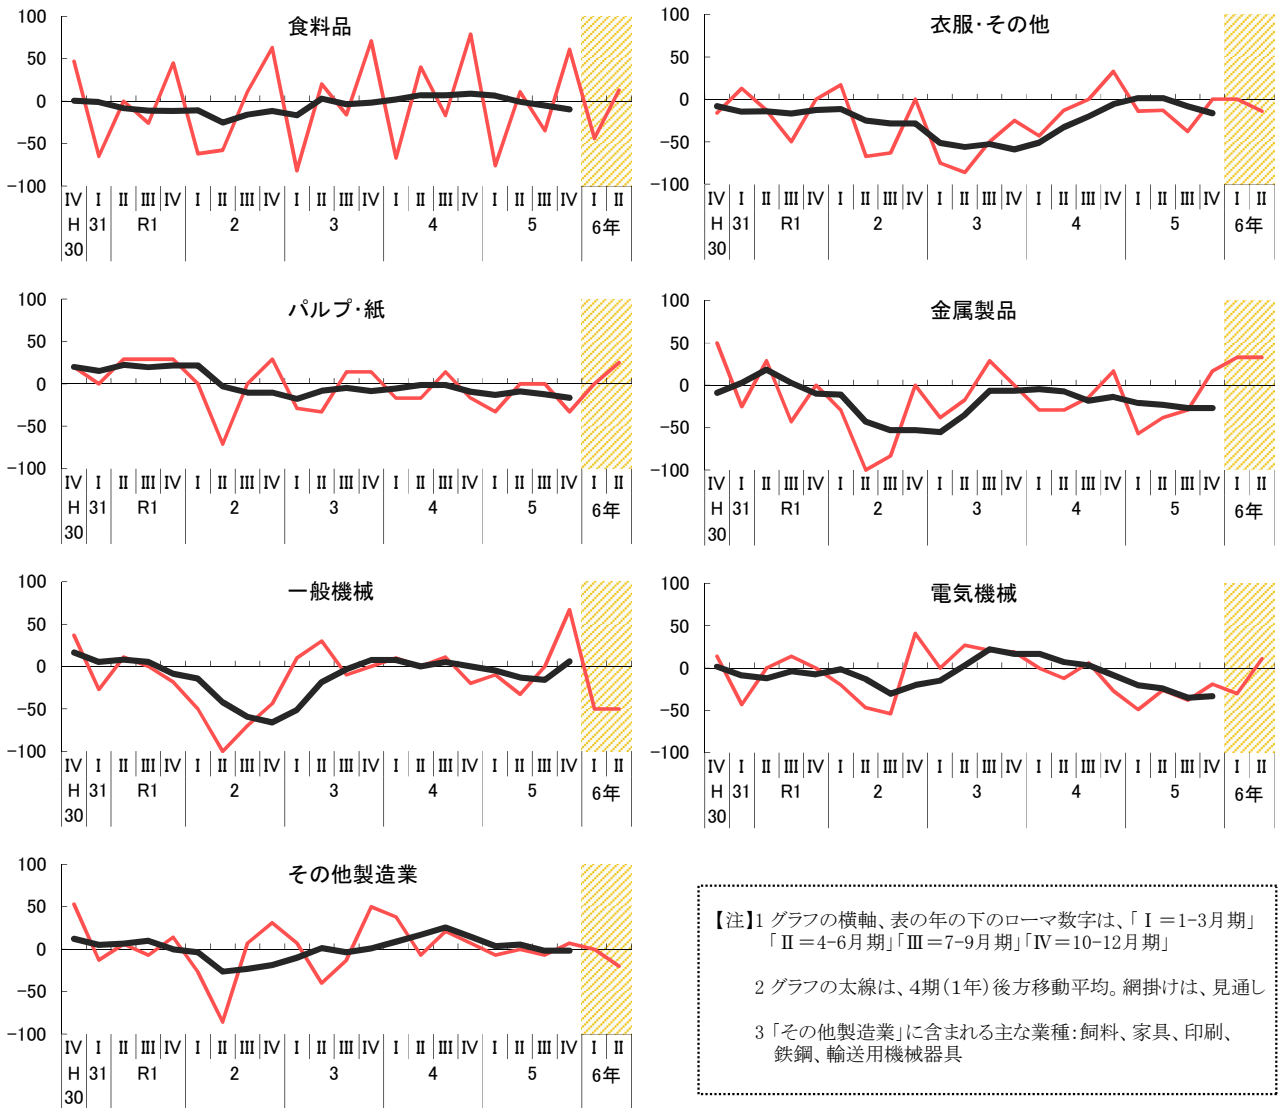 食料品
100
50
0
-50
-100
Ⅳ Ⅰ Ⅱ Ⅲ Ⅳ Ⅰ Ⅱ Ⅲ Ⅳ Ⅰ Ⅱ Ⅲ Ⅳ Ⅰ Ⅱ Ⅲ Ⅳ Ⅰ Ⅱ Ⅲ Ⅳ Ⅰ Ⅱ
H 31 R1 2 3 4 5 6年
30
衣服・その他
100
50
0
-50
-100
Ⅳ Ⅰ Ⅱ Ⅲ Ⅳ Ⅰ Ⅱ Ⅲ Ⅳ Ⅰ Ⅱ Ⅲ Ⅳ Ⅰ Ⅱ Ⅲ Ⅳ Ⅰ Ⅱ Ⅲ Ⅳ Ⅰ Ⅱ
H 31 R1 2 3 4 5 6年
30
パルプ・紙
100
50
0
-50
-100
Ⅳ Ⅰ Ⅱ Ⅲ Ⅳ Ⅰ Ⅱ Ⅲ Ⅳ Ⅰ Ⅱ Ⅲ Ⅳ Ⅰ Ⅱ Ⅲ Ⅳ Ⅰ Ⅱ Ⅲ Ⅳ Ⅰ Ⅱ
H 31 R1 2 3 4 5 6年
30
金属製品
100
50
0
-50
-100
Ⅳ Ⅰ Ⅱ Ⅲ Ⅳ Ⅰ Ⅱ Ⅲ Ⅳ Ⅰ Ⅱ Ⅲ Ⅳ Ⅰ Ⅱ Ⅲ Ⅳ Ⅰ Ⅱ Ⅲ Ⅳ Ⅰ Ⅱ
H 31 R1 2 3 4 5 6年
30
一般機械
100
50
0
-50
-100
Ⅳ Ⅰ Ⅱ Ⅲ Ⅳ Ⅰ Ⅱ Ⅲ Ⅳ Ⅰ Ⅱ Ⅲ Ⅳ Ⅰ Ⅱ Ⅲ Ⅳ Ⅰ Ⅱ Ⅲ Ⅳ Ⅰ Ⅱ
H 31 R1 2 3 4 5 6年
30
電気機械
100
50
0
-50
-100
Ⅳ Ⅰ Ⅱ Ⅲ Ⅳ Ⅰ Ⅱ Ⅲ Ⅳ Ⅰ Ⅱ Ⅲ Ⅳ Ⅰ Ⅱ Ⅲ Ⅳ Ⅰ Ⅱ Ⅲ Ⅳ Ⅰ Ⅱ
H 31 R1 2 3 4 5 6年
30
その他製造業
100
50
0
-50
-100
Ⅳ Ⅰ Ⅱ Ⅲ Ⅳ Ⅰ Ⅱ Ⅲ Ⅳ Ⅰ Ⅱ Ⅲ Ⅳ Ⅰ Ⅱ Ⅲ Ⅳ Ⅰ Ⅱ Ⅲ Ⅳ Ⅰ Ⅱ
H 31 R1 2 3 4 5 6年
30
【注】1 グラフの横軸、表の年の下のローマ数字は、「Ⅰ=1-3月期」
「Ⅱ=4-6月期」「Ⅲ=7-9月期」「Ⅳ=10-12月期」
2 グラフの太線は、4期(1年)後方移動平均。網掛けは、見通し
3 「その他製造業」に含まれる主な業種:飼料、家具、印刷、
鉄鋼、輸送用機械器具